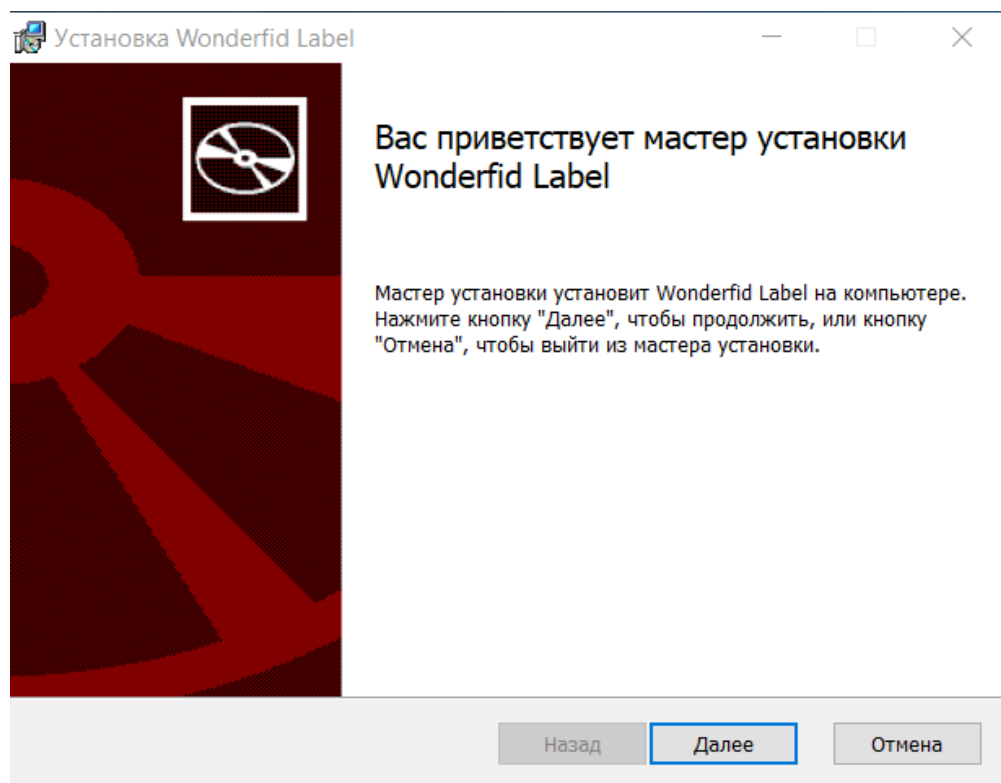 Установка Wonderfid Label
Вас приветствует мастер установки
Wonderfid Label
Мастер установки установит Wonderfid Label на компьютере.
Нажмите кнопку "Далее", чтобы продолжить, или кнопку
"Отмена", чтобы выйти из мастера установки.
Назад Далее Отмена